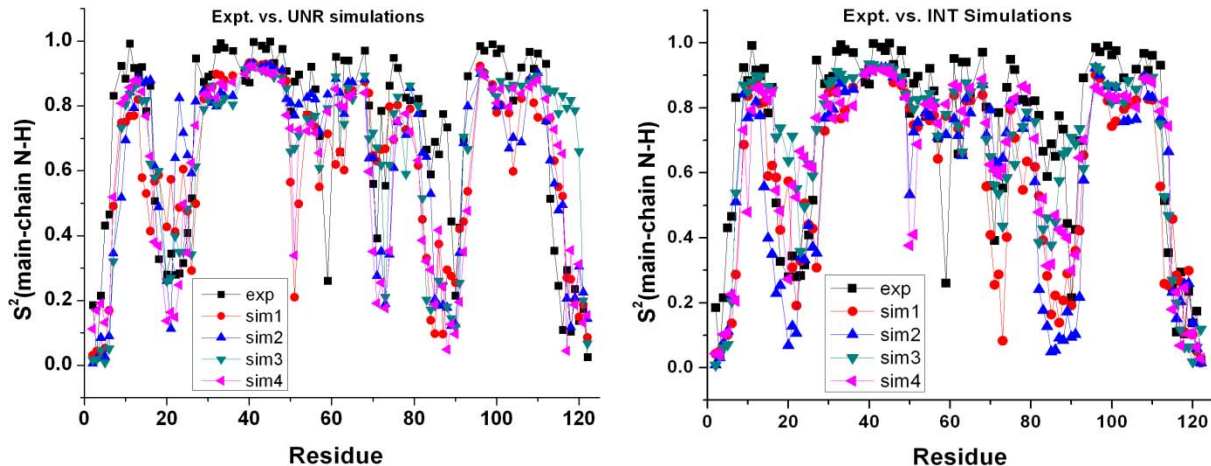 Expt. vs. UNR simulations
S²(main-chain N-H)
1.0
0.8
0.6
0.4
0.2
0.0
exp
sim1
sim2
sim3
sim4
0 20 40 60 80 100 120
Residue
Expt. vs. INT Simulations
S²(main-chain N-H)
1.0
0.8
0.6
0.4
0.2
0.0
exp
sim1
sim2
sim3
sim4
0 20 40 60 80 100 120
Residue